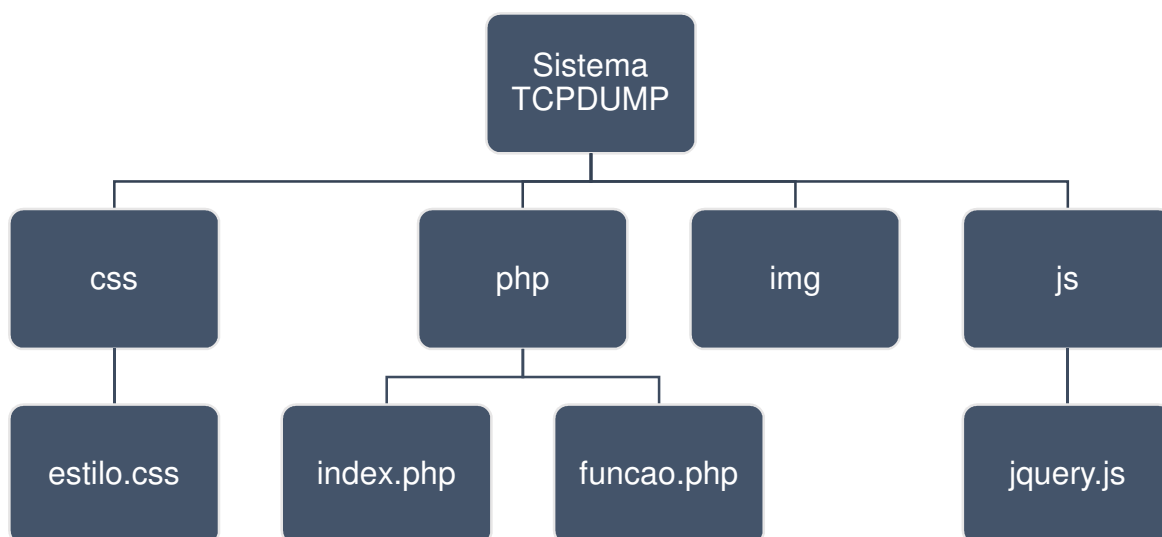 Sistema
TCPDUMP
css
php
img
js
estilo.css
index.php
funcao.php
jquery.js